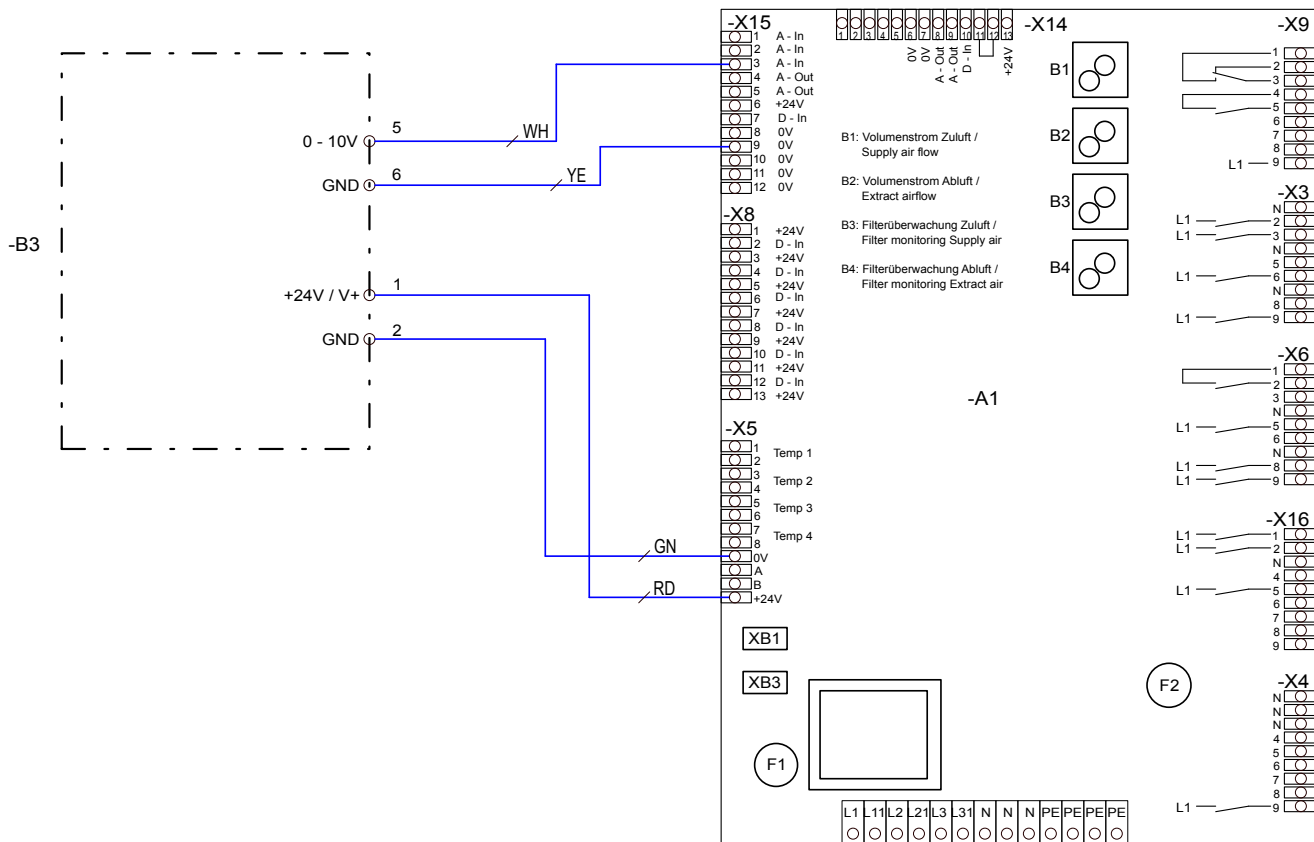 -B3
0 - 10V
5
GND
6
+24V / V+
1
GND
2
WH
YE
GN
RD
-X15
1 A - In
2 A - In
3 A - In
4 A - Out
5 A - Out
6 +24V
7 D - In
8 0V
9 0V
10 0V
11 0V
12 0V
-X8
1 +24V
2 D - In
3 +24V
4 D - In
5 +24V
6 D - In
7 +24V
8 D - In
9 +24V
10 D - In
11 +24V
12 D - In
13 +24V
-X5
1
2
Temp 1
3
4
Temp 2
5
6
Temp 3
7
8
Temp 4
0V
A
B
+24V
XB1
XB3
F1
-X14
1 2 3 4 5 6 7 8 9 10 11 12 13
0V
0V
A - Out
A - Out
D - In
+24V
B1
B2
B3
B4
B1: Volumenstrom Zuluft /
Supply air flow
B2: Volumenstrom Abluft /
Extract airflow
B3: Filterüberwachung Zuluft /
Filter monitoring Supply air
B4: Filterüberwachung Abluft /
Filter monitoring Extract air
-A1
F2
-X9
1
2
3
4
5
6
7
8
L1 9
-X3
N
L1 2
L1 3
N
5
L1 6
N
8
L1 9
-X6
1
2
3
N
L1 5
6
N
L1 8
L1 9
-X16
L1 1
L1 2
N
4
L1 5
6
7
8
9
-X4
N
N
N
4
5
6
7
8
L1 9
L1 L11 L2 L21 L3 L31 N N N PE PE PE PE